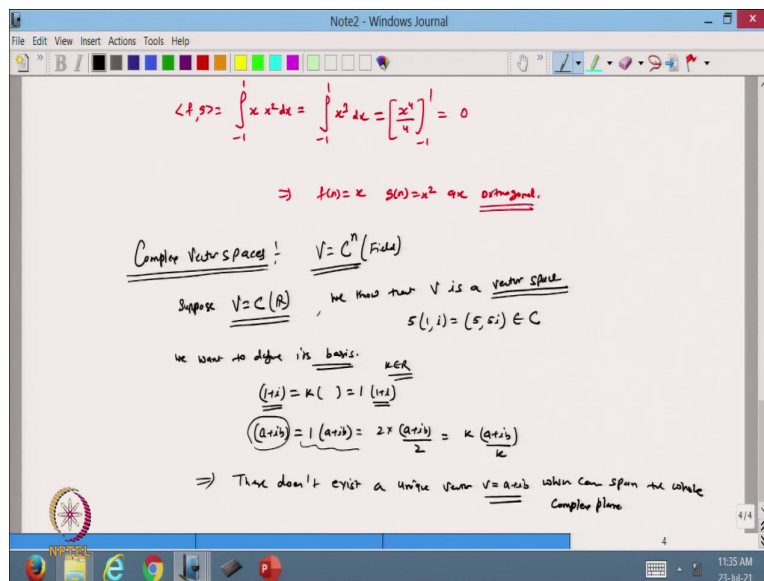 Note2 - Windows Journal
File Edit View Insert Actions Tools Help
<f,g>= ∫_{-1}^{1} x x² dx = ∫_{-1}^{1} x³ dx = [x⁴/4]_{-1}^{1} = 0
⇒ f(x)=x g(x)=x² are orthogonal.
Complex Vector spaces:- V=Cⁿ(Field)
Suppose V=C(R), we know that V is a vector space
5(1,i)=(5,5i)∈C
we want to define its basis.
k∈R
(1+i)=k( )=1(1+i)
(a+ib)=1(a+ib)=2×(a+ib)/2=k(a+ib)/k
⇒ There doesn't exist a unique vector v=a+ib which can span the whole
complex plane
4/4
4
NPTEL
11:35 AM
23-Jul-21